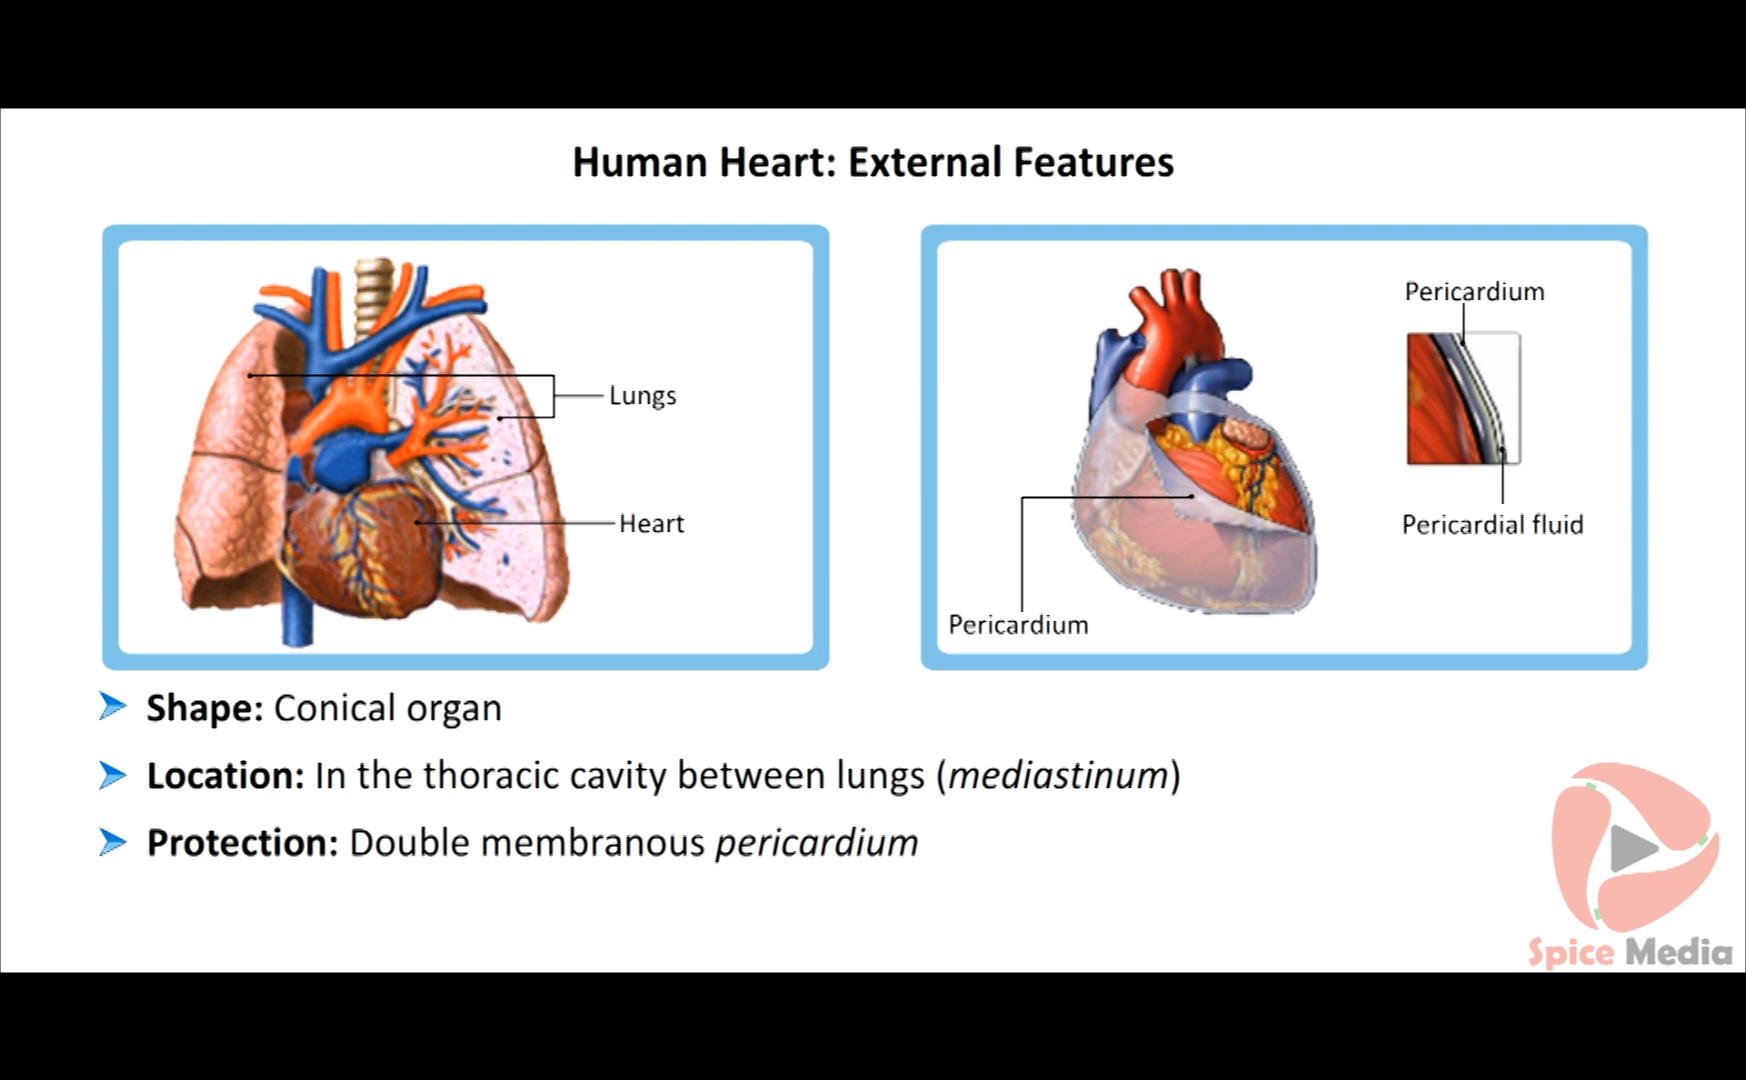 Human Heart: External Features
Lungs
Heart
Pericardium
Pericardial fluid
Pericardium
Shape: Conical organ
Location: In the thoracic cavity between lungs (mediastinum)
Protection: Double membranous pericardium
Spice Media